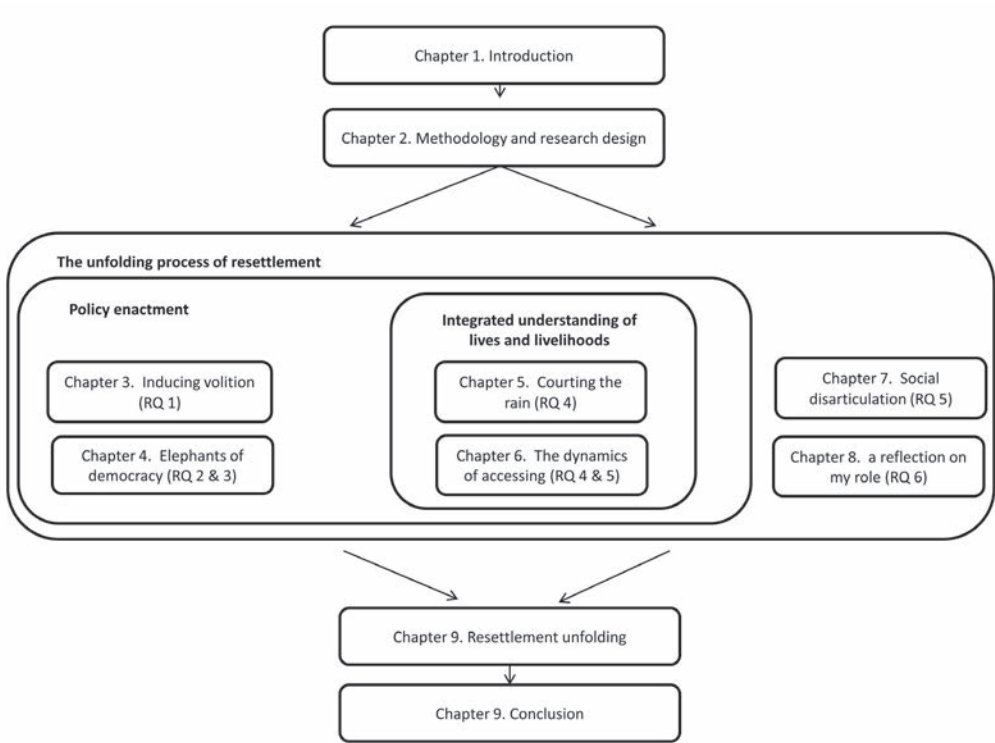 Chapter 1. Introduction
Chapter 2. Methodology and research design
The unfolding process of resettlement
Policy enactment
Integrated understanding of
lives and livelihoods
Chapter 3. Inducing volition
(RQ 1)
Chapter 4. Elephants of
democracy (RQ 2 & 3)
Chapter 5. Courting the
rain (RQ 4)
Chapter 6. The dynamics
of accessing (RQ 4 & 5)
Chapter 7. Social
disarticulation (RQ 5)
Chapter 8. a reflection on
my role (RQ 6)
Chapter 9. Resettlement unfolding
Chapter 9. Conclusion